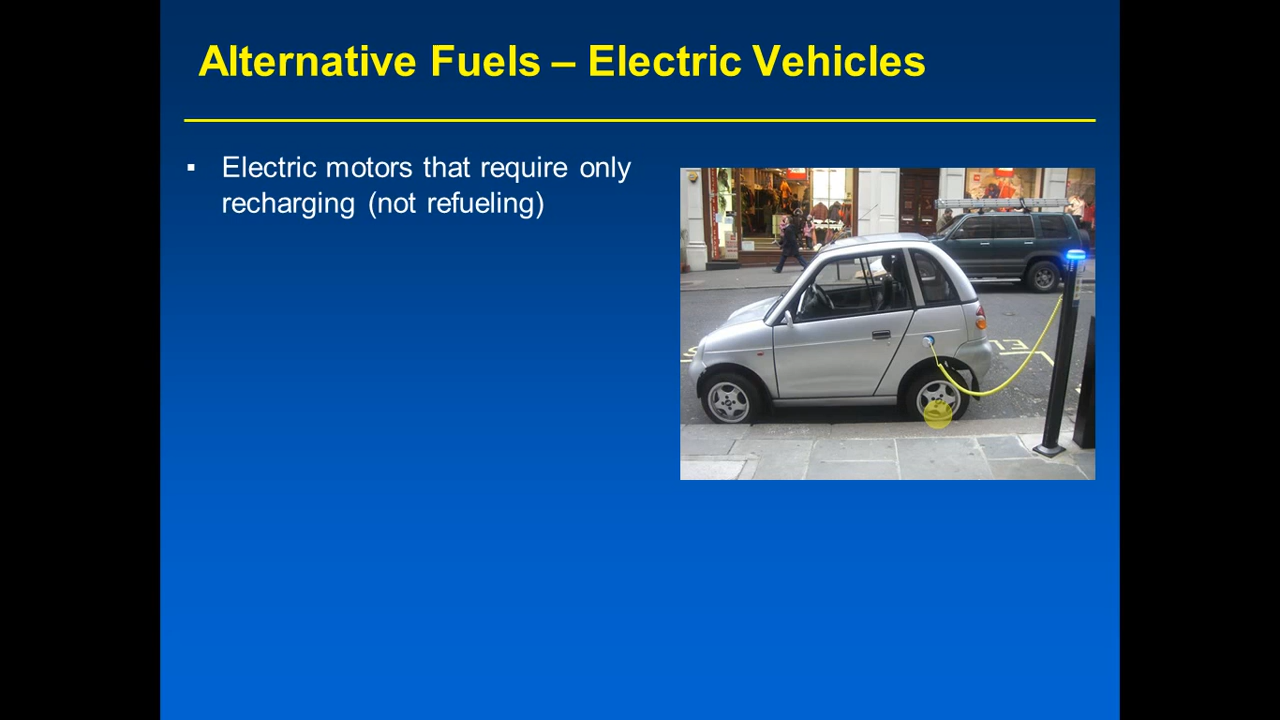 Alternative Fuels – Electric Vehicles
▪ Electric motors that require only
recharging (not refueling)